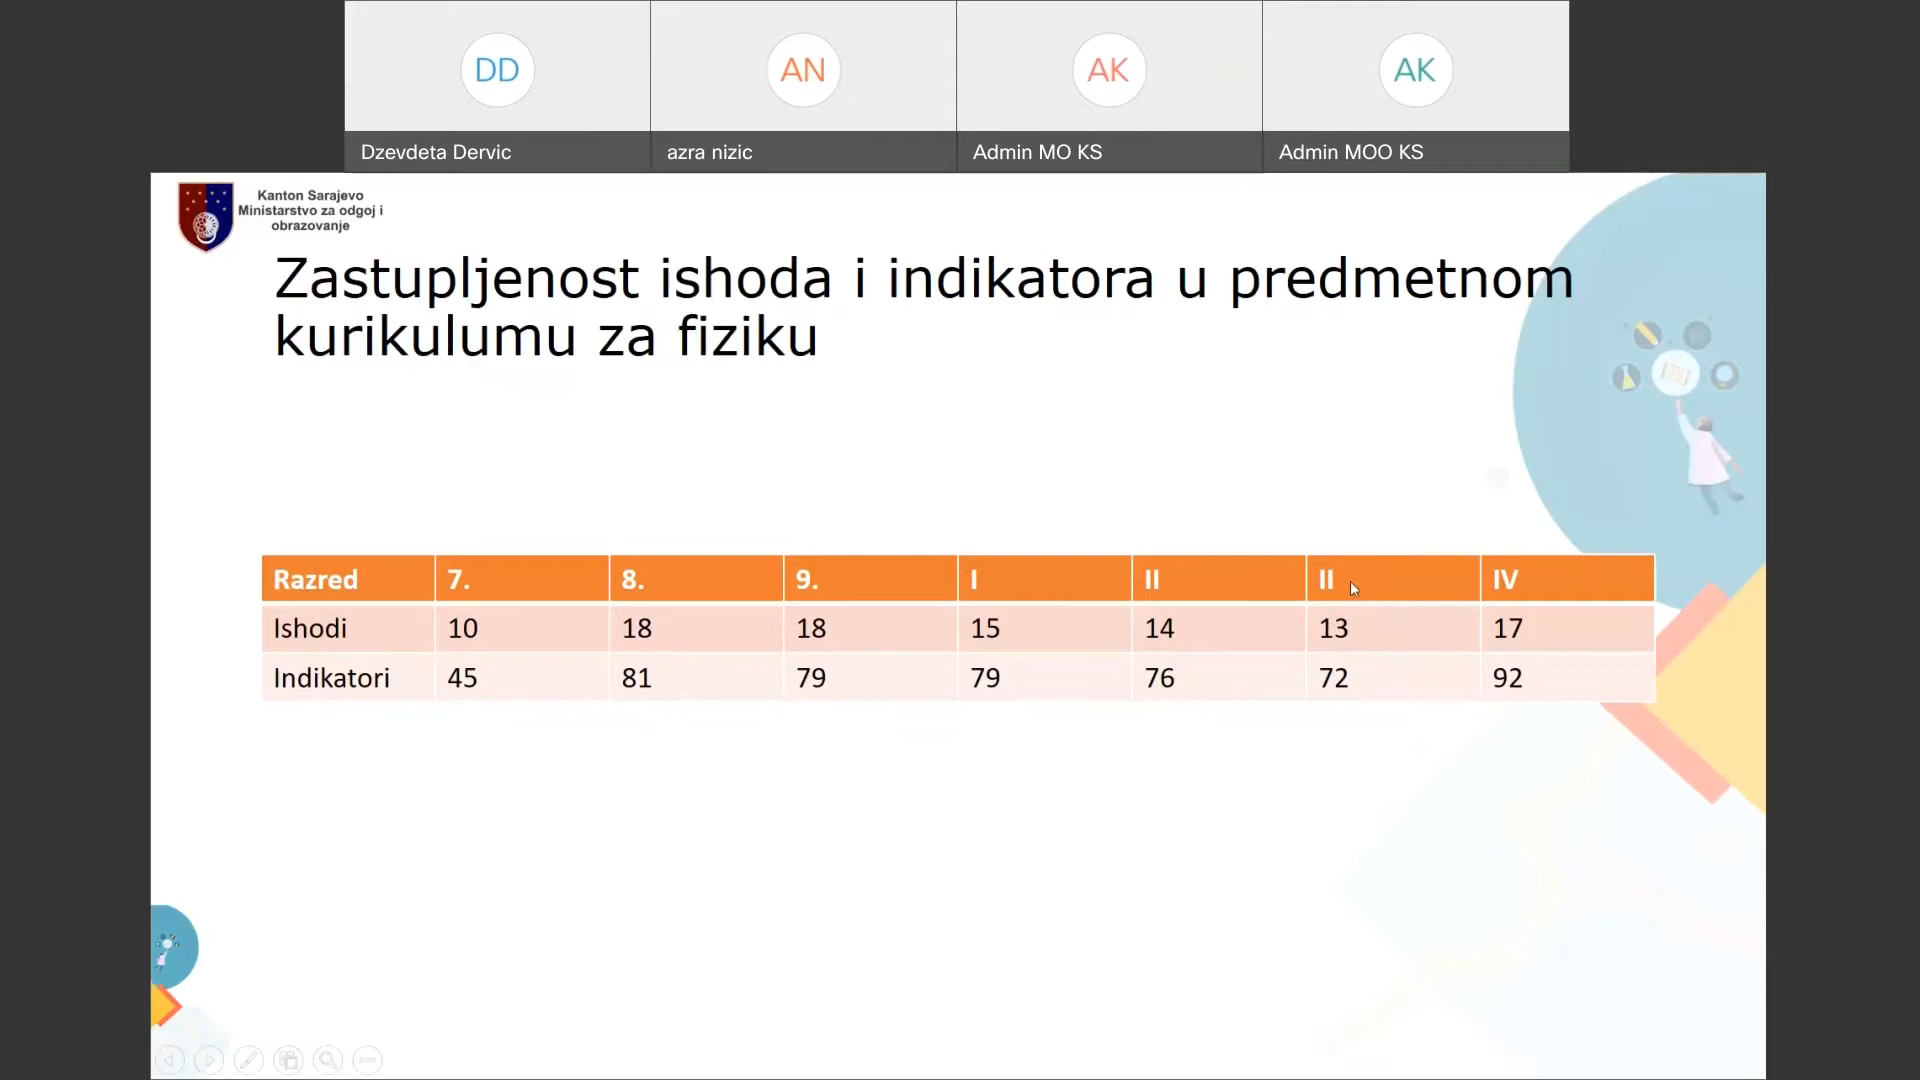 DD
AN
AK
AK
Dzevdeta Dervic
azra nizic
Admin MO KS
Admin MOO KS
Kanton Sarajevo
Ministarstvo za odgoj i
obrazovanje
Zastupljenost ishoda i indikatora u predmetnom
kurikulumu za fiziku
Razred 7. 8. 9. I II II IV
Ishodi 10 18 18 15 14 13 17
Indikatori 45 81 79 79 76 72 92